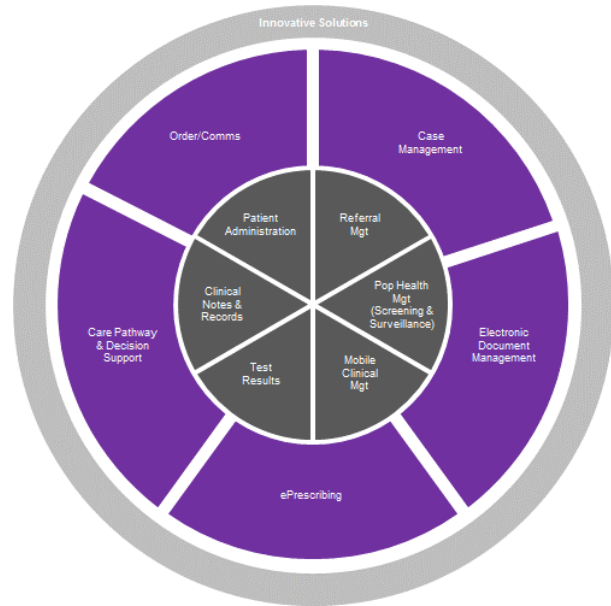 Innovative Solutions
Order/Comms
Case
Management
Patient
Administration
Referral
Mgt
Clinical
Notes &
Records
Pop Health
Mgt
(Screening &
Surveillance)
Care Pathway
& Decision
Support
Electronic
Document
Management
Test
Results
Mobile
Clinical
Mgt
ePrescribing